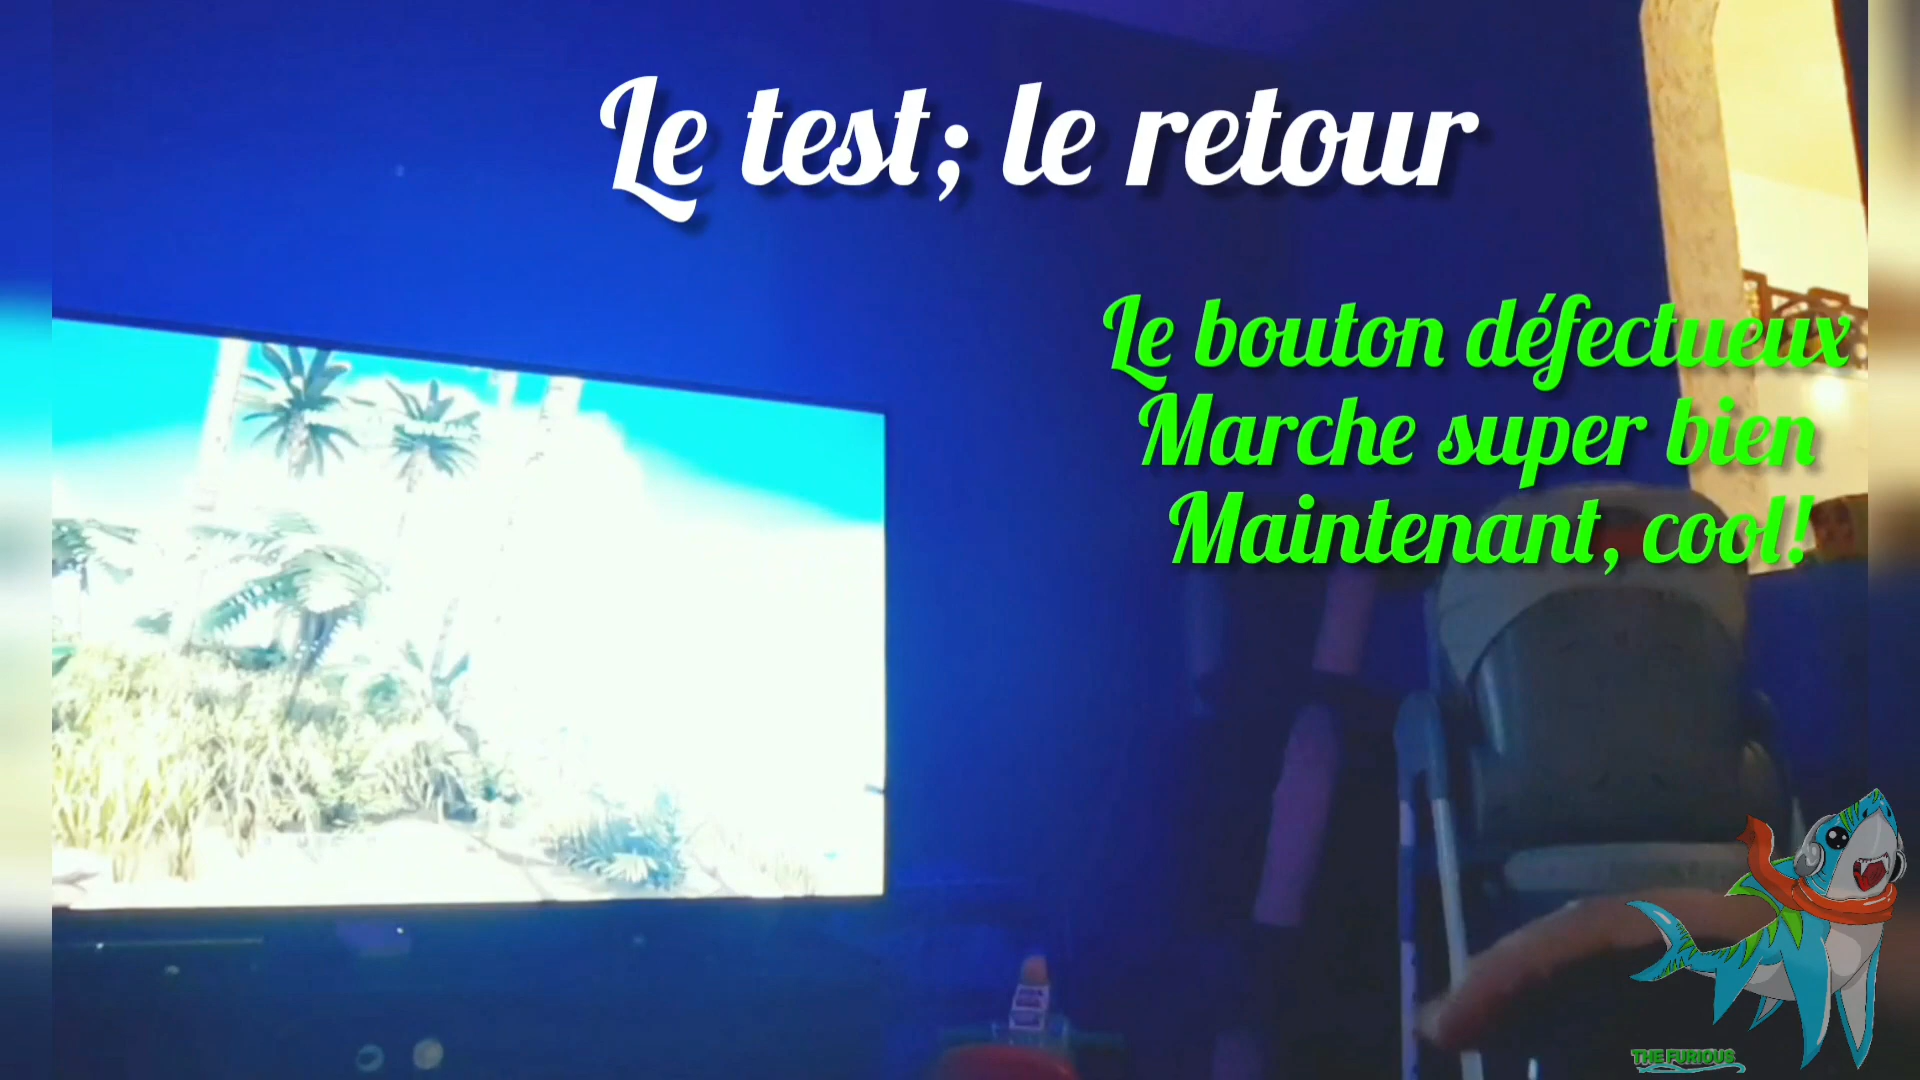 Le test; le retour
Le bouton défectueux
Marche super bien
Maintenant, cool!
THE FURIOUS